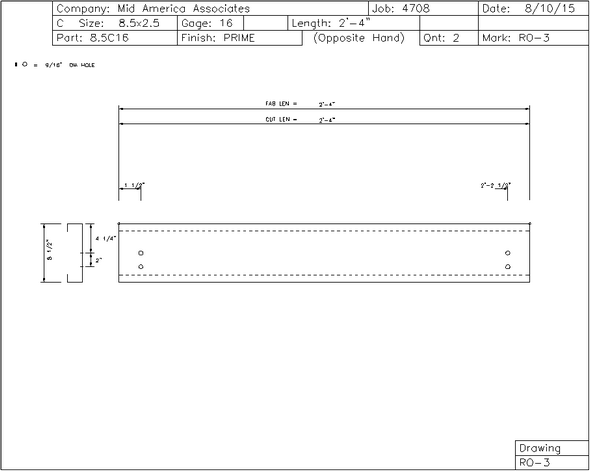 Company: Mid America Associates Job: 4708 Date: 8/10/15
C Size: 8.5x2.5 Gage: 16 Length: 2'-4"
Part: 8.5C16 Finish: PRIME (Opposite Hand) Qnt: 2 Mark: RO-3
= 9/16" DIA HOLE
FAB LEN = 2'-4"
CUT LEN = 2'-4"
1 1/2" 2'-2 1/2"
8 1/2"
4 1/4"
2"
Drawing
RO-3